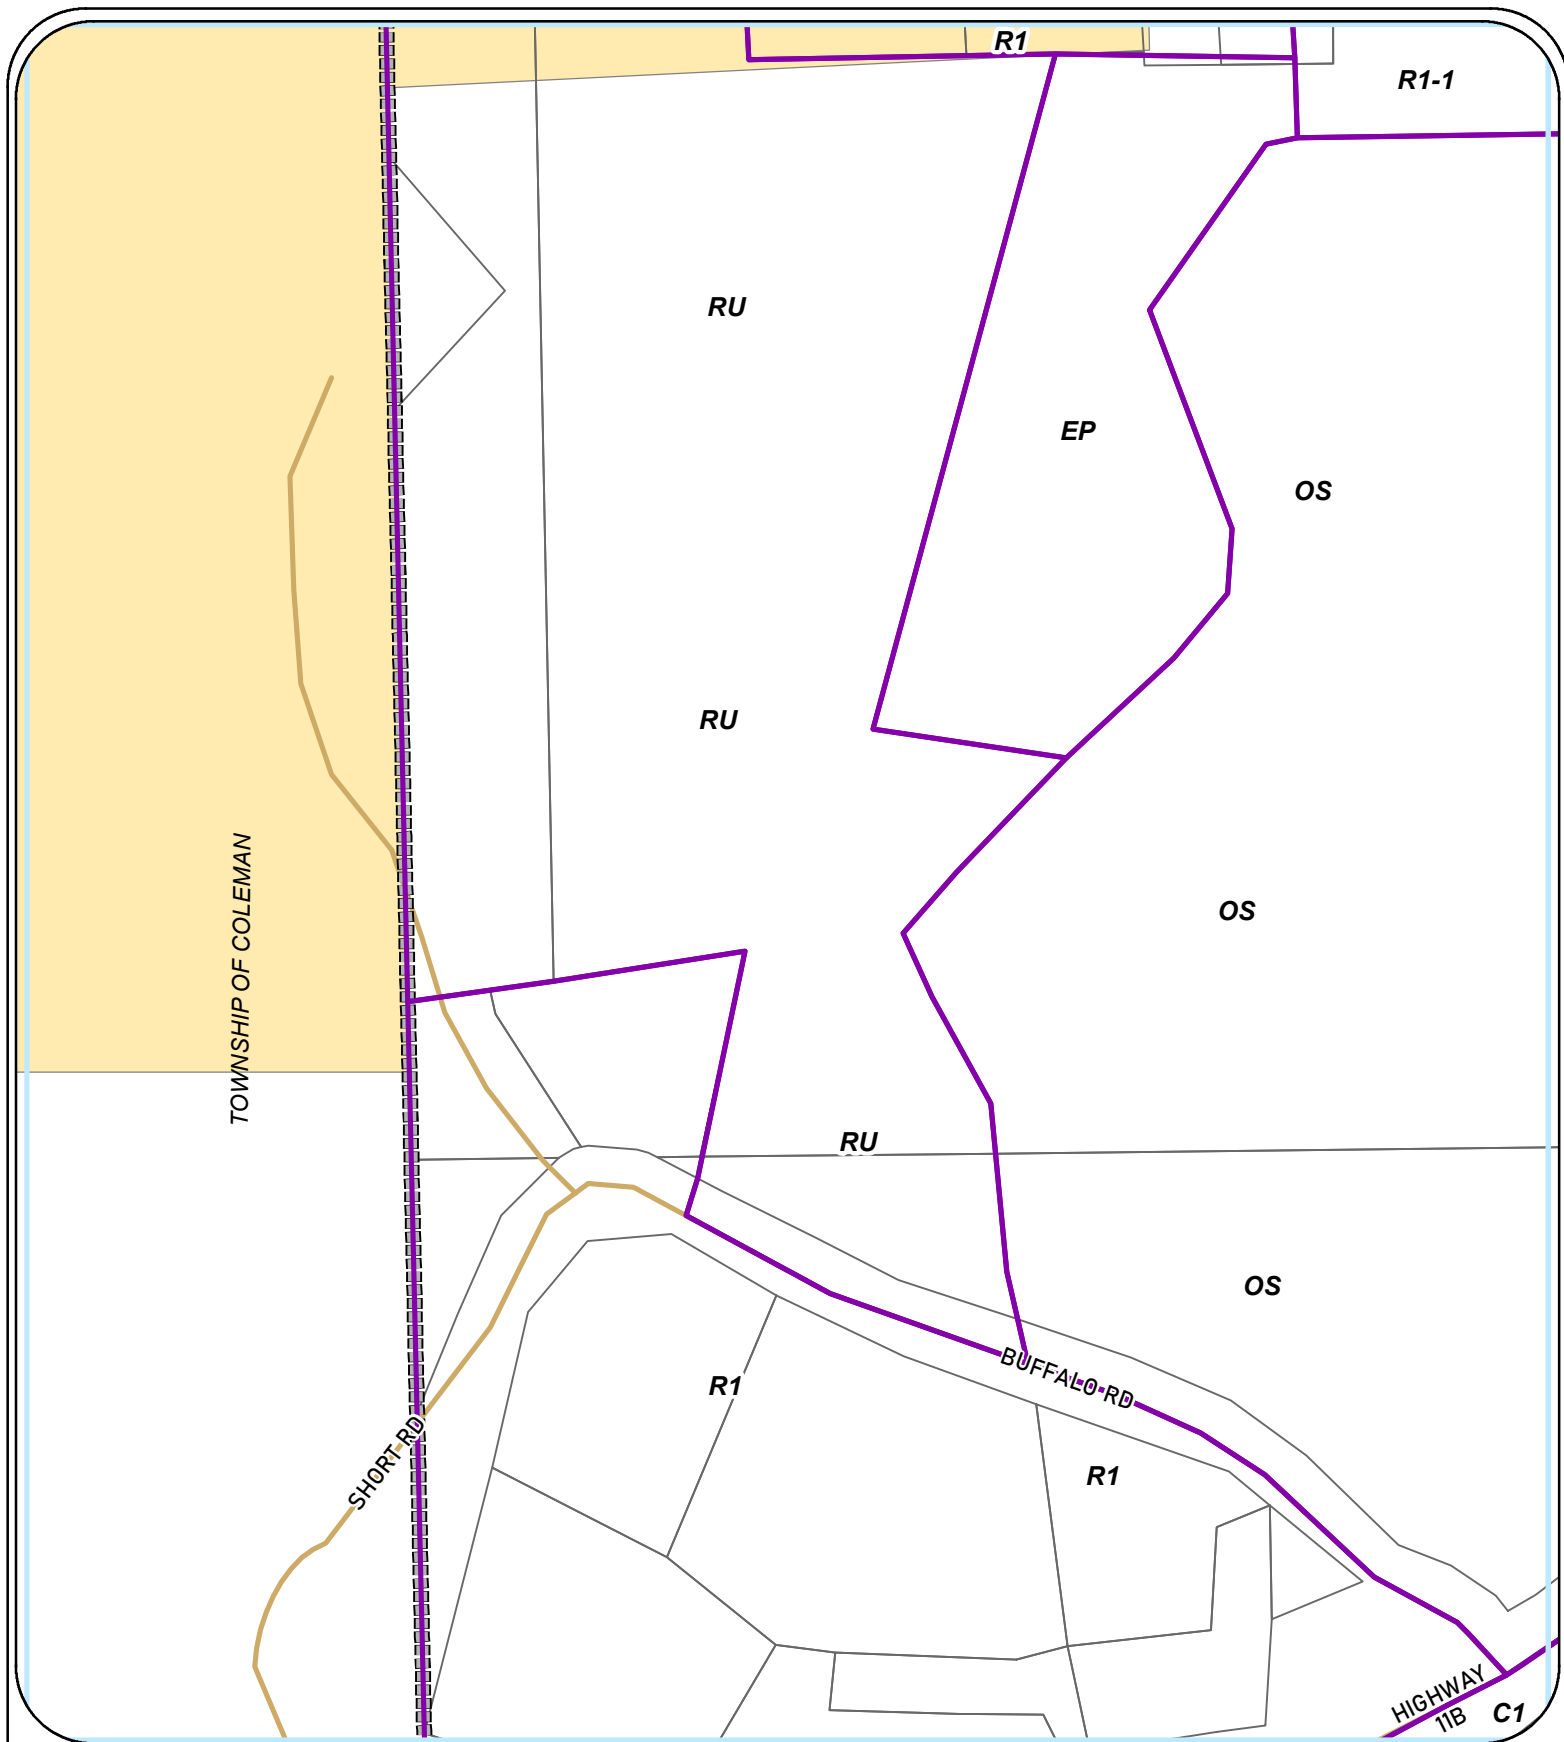 R1
R1-1
RU
EP
OS
RU
TOWNSHIP OF COLEMAN
OS
RU
OS
R1
BUFFALO RD
SHORT RD
R1
HIGHWAY
11B
C1